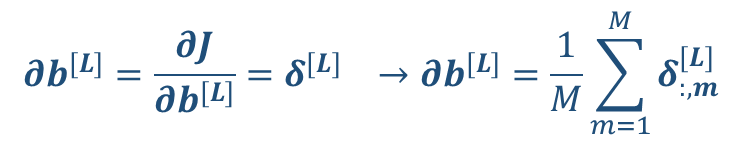 ∂b^[L] = ∂J/∂b^[L] = δ^[L] → ∂b^[L] = 1/M ∑_{m=1}^{M} δ^[L]_{:,m}